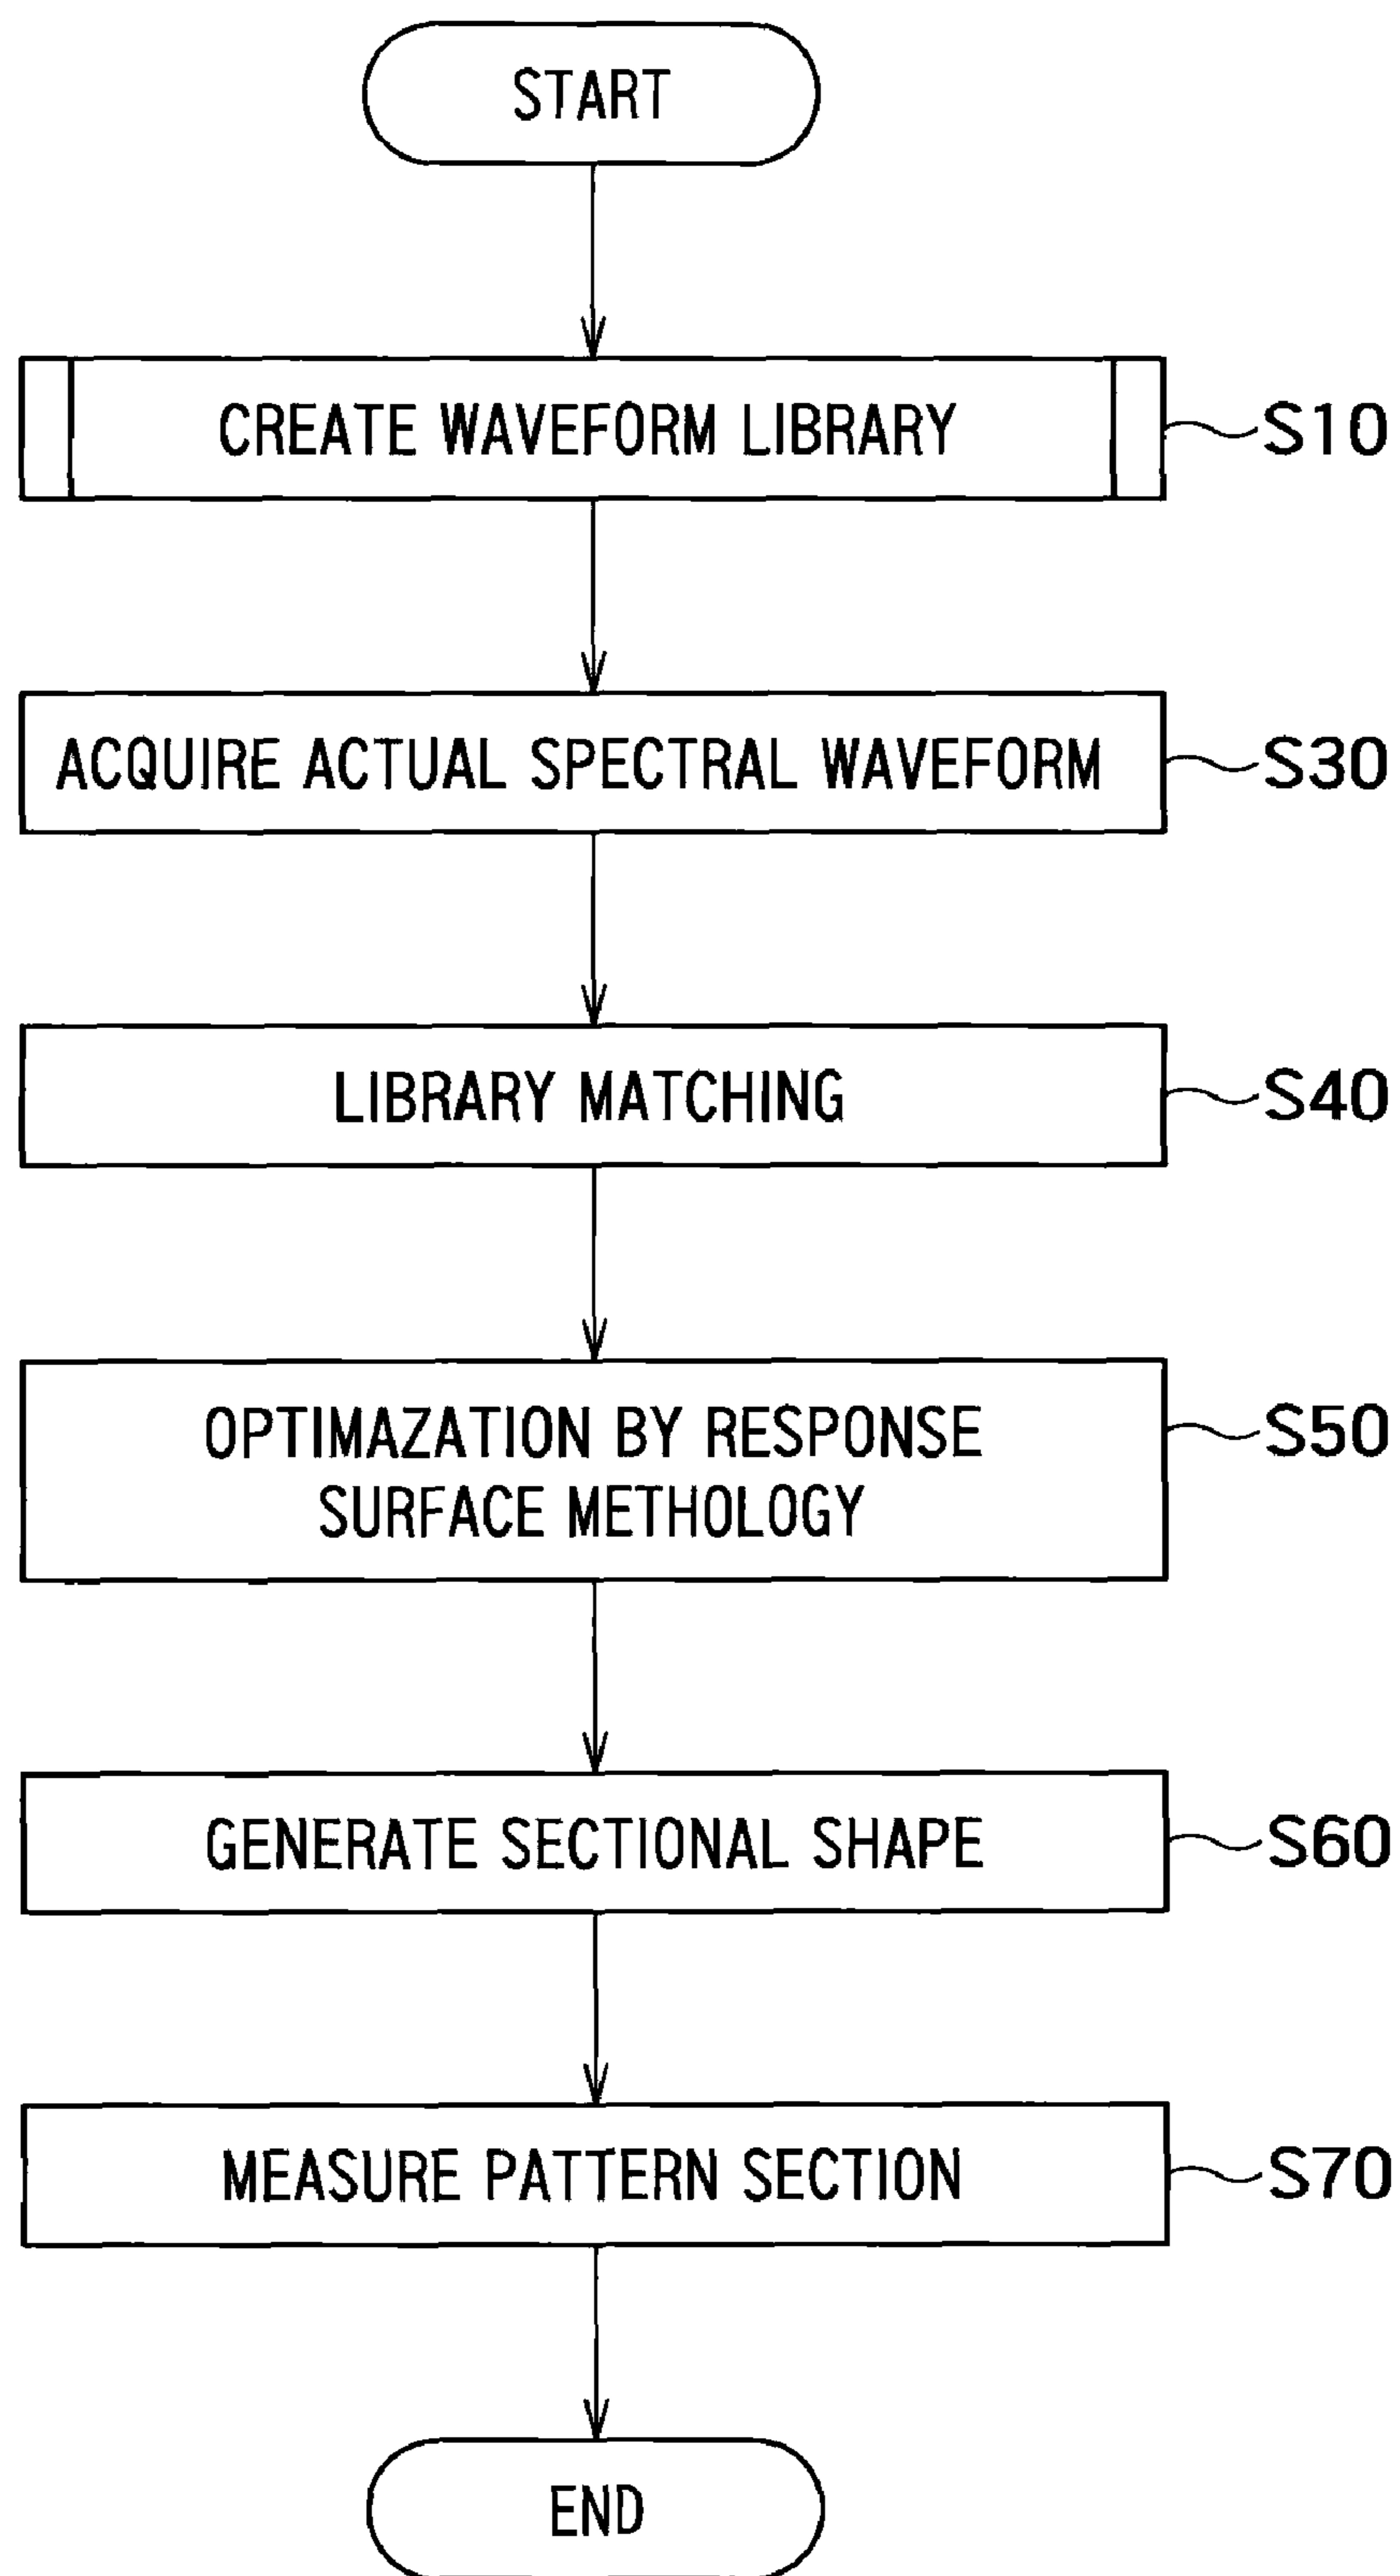 START
CREATE WAVEFORM LIBRARY
S10
ACQUIRE ACTUAL SPECTRAL WAVEFORM
S30
LIBRARY MATCHING
S40
OPTIMAZATION BY RESPONSE
SURFACE METHOLOGY
S50
GENERATE SECTIONAL SHAPE
S60
MEASURE PATTERN SECTION
S70
END